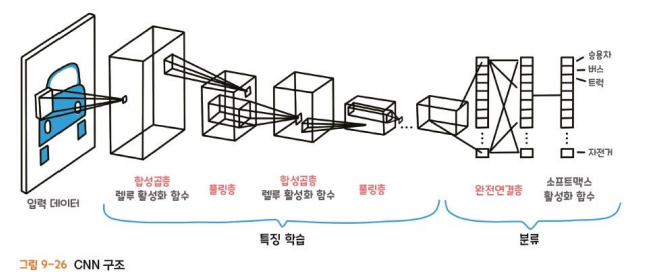 승용차
버스
트럭
자전거
입력 데이터
합성곱층
렐루 활성화 함수
풀링층
합성곱층
렐루 활성화 함수
풀링층
완전연결층
소프트맥스
활성화 함수
특징 학습
분류
그림 9-26 CNN 구조